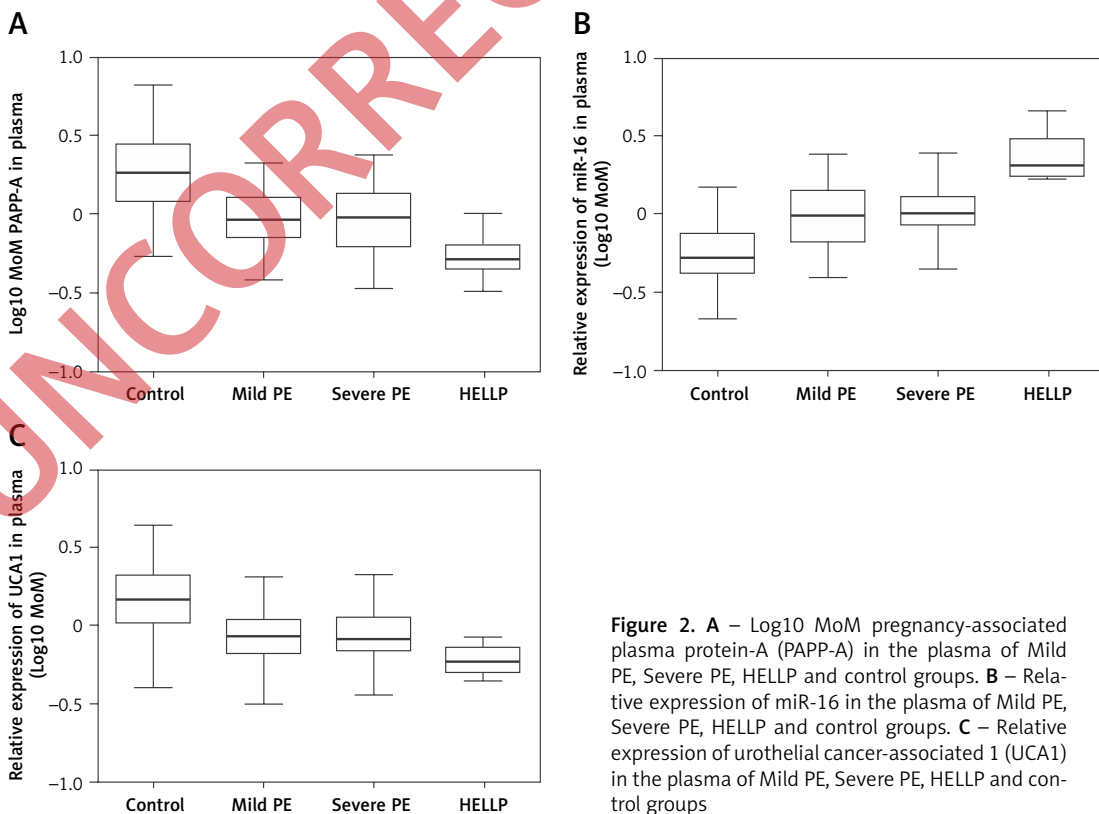 A
Log10 MoM PAPP-A in plasma
1.0
0.5
0
–0.5
–1.0
Control Mild PE Severe PE HELLP
B
Relative expression of miR-16 in plasma
(Log10 MoM)
1.0
0.5
0
–0.5
–1.0
Control Mild PE Severe PE HELLP
C
Relative expression of UCA1 in plasma
(Log10 MoM)
1.0
0.5
0
–0.5
–1.0
Control Mild PE Severe PE HELLP
Figure 2. A – Log10 MoM pregnancy-associated
plasma protein-A (PAPP-A) in the plasma of Mild
PE, Severe PE, HELLP and control groups. B – Rela-
tive expression of miR-16 in the plasma of Mild PE,
Severe PE, HELLP and control groups. C – Relative
expression of urothelial cancer-associated 1 (UCA1)
in the plasma of Mild PE, Severe PE, HELLP and con-
trol groups